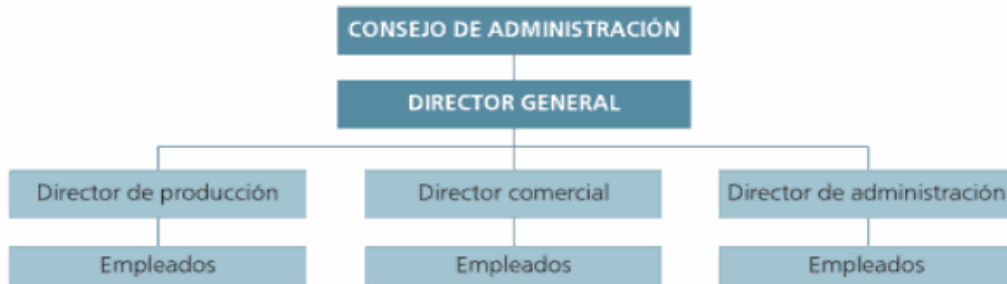 CONSEJO DE ADMINISTRACIÓN
DIRECTOR GENERAL
Director de producción
Director comercial
Director de administración
Empleados
Empleados
Empleados